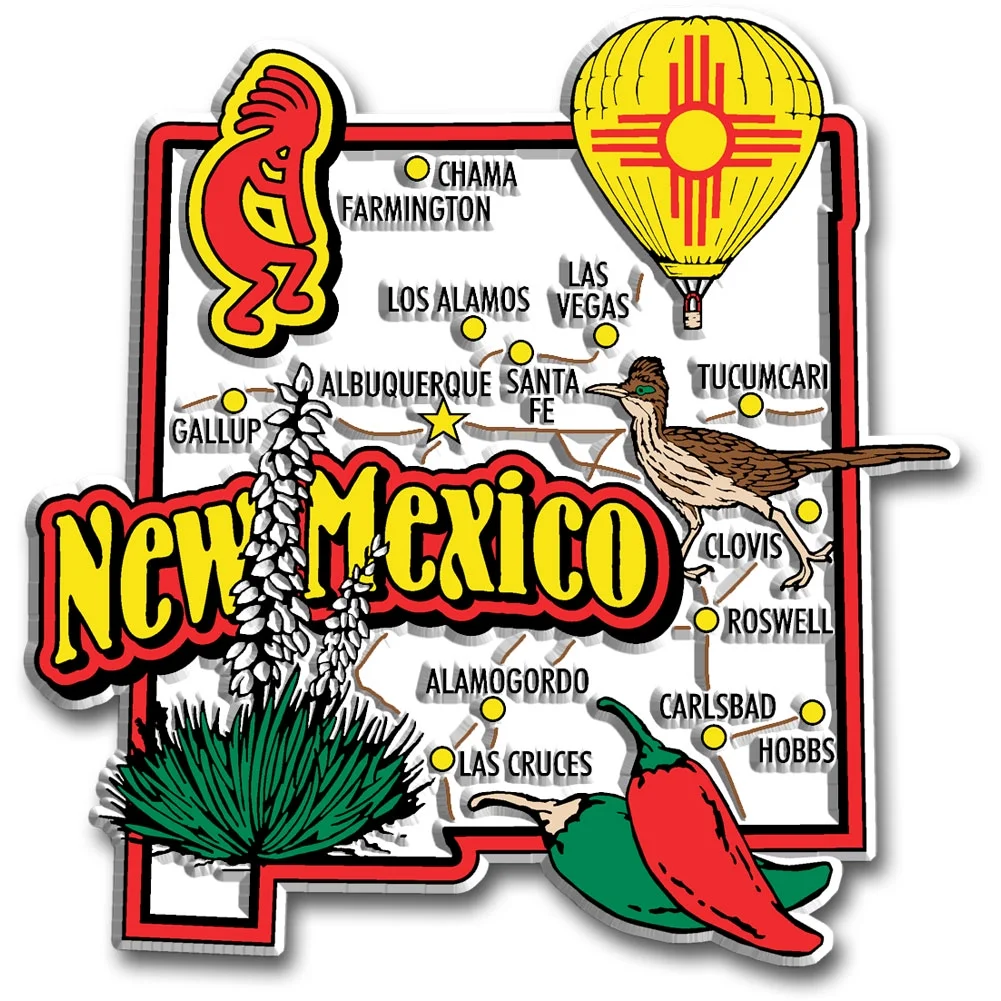 CHAMA
FARMINGTON
LAS
VEGAS
LOS ALAMOS
TUCUMCARI
ALBUQUERQUE
SANTA
FE
GALLUP
New Mexico
CLOVIS
ROSWELL
ALAMOGORDO
CARLSBAD
HOBBS
LAS CRUCES